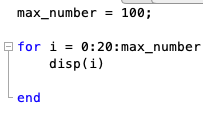 max_number = 100;
for i = 0:20:max_number
disp(i)
end